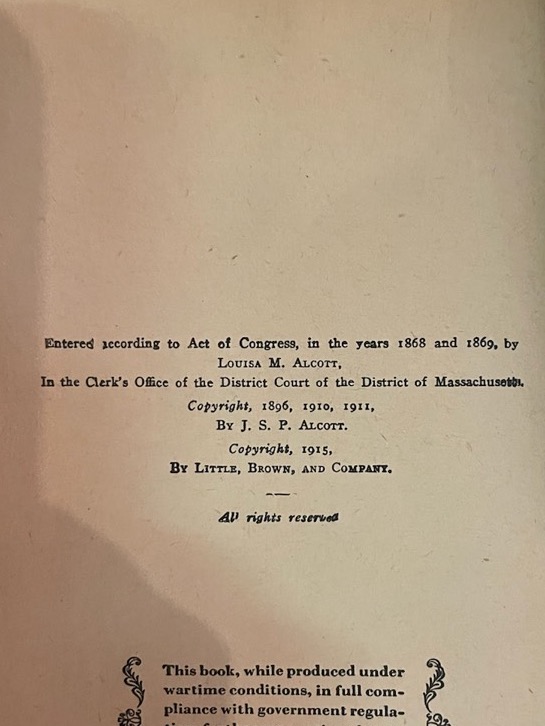 Entered according to Act of Congress, in the years 1868 and 1869, by
LOUISA M. ALCOTT,
In the Clerk's Office of the District Court of the District of Massachusetts.
Copyright, 1896, 1910, 1911,
BY J. S. P. ALCOTT.
Copyright, 1915,
BY LITTLE, BROWN, AND COMPANY.
All rights reserved
This book, while produced under
wartime conditions, in full com-
pliance with government regula-